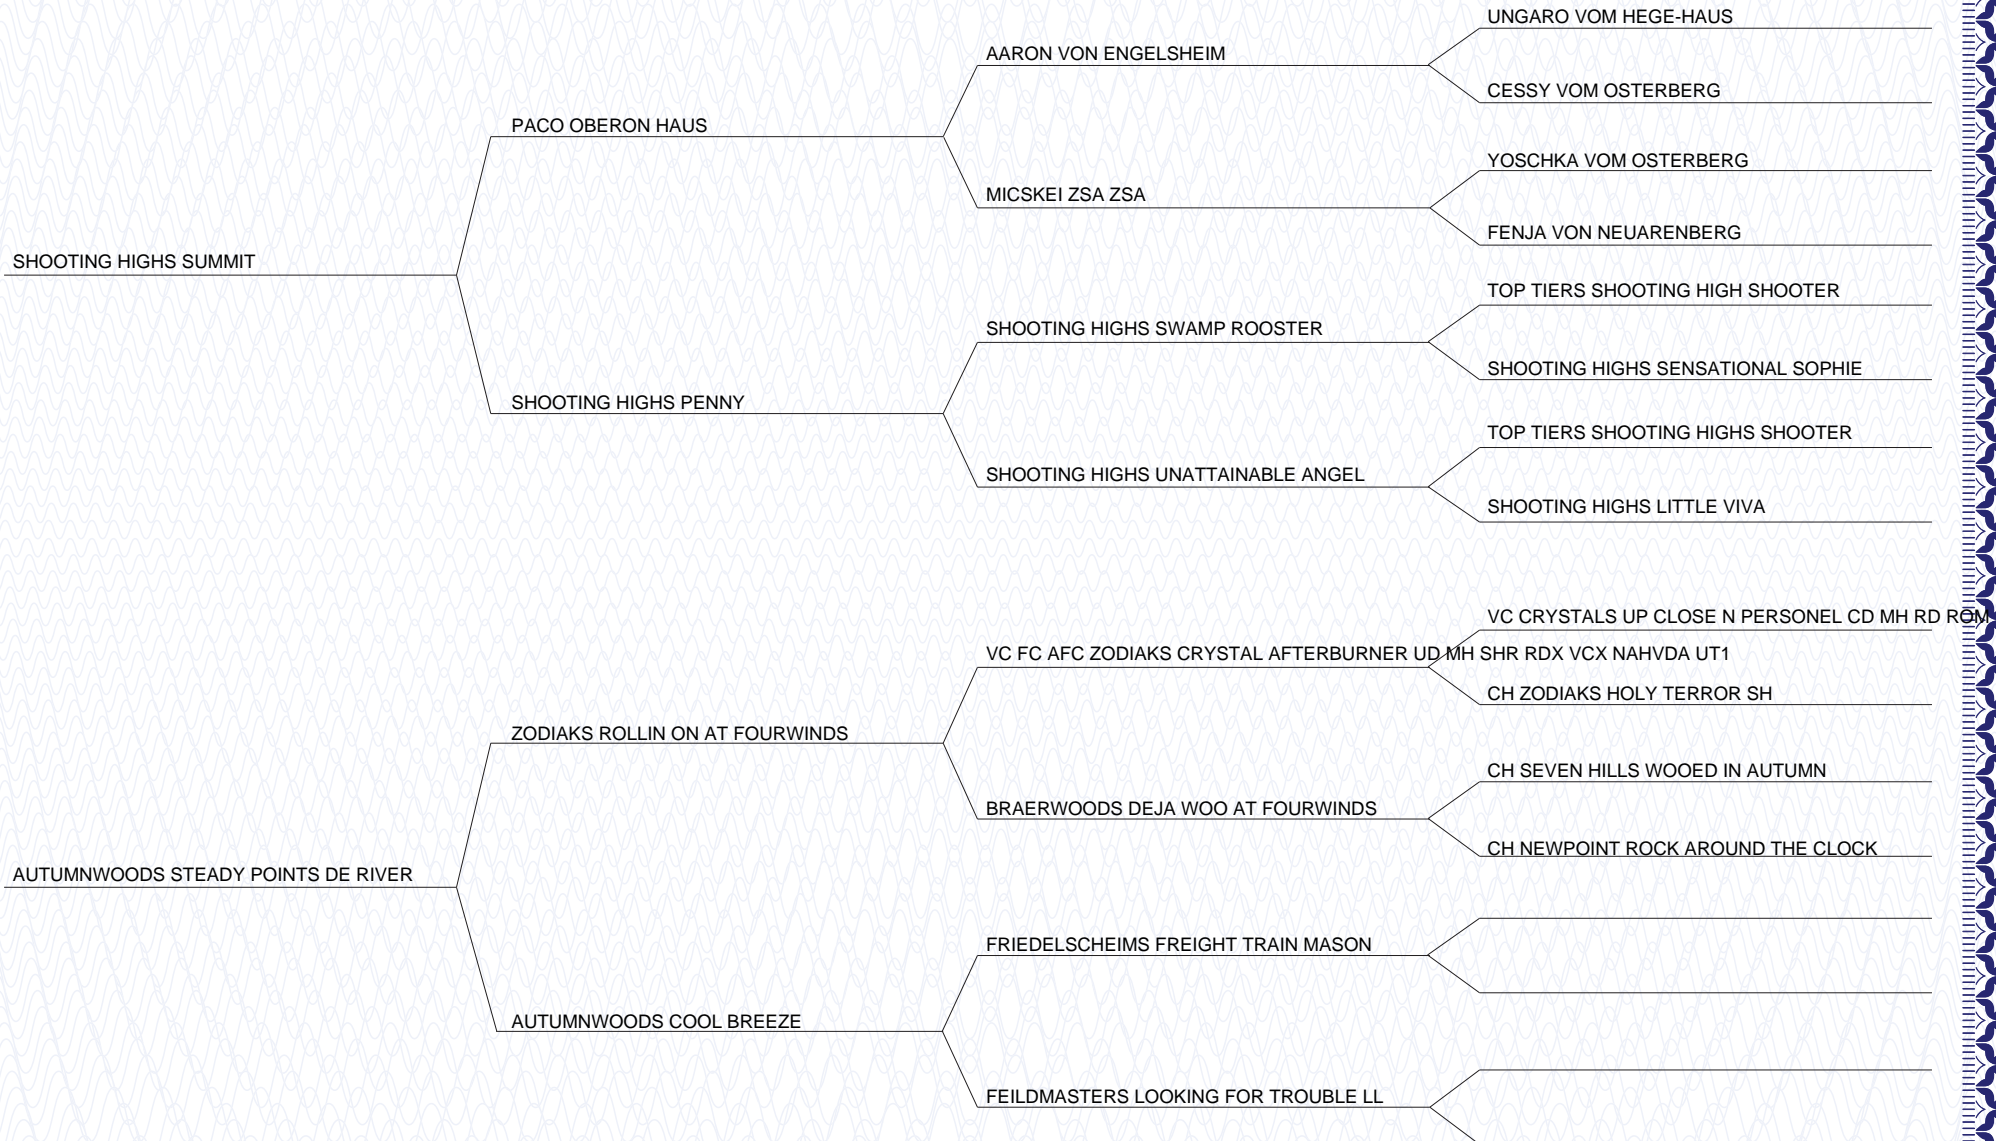 UNGARO VOM HEGE-HAUS
AARON VON ENGELSHEIM
CESSY VOM OSTERBERG
PACO OBERON HAUS
YOSCHKA VOM OSTERBERG
MICSKEI ZSA ZSA
FENJA VON NEUARENBERG
SHOOTING HIGHS SUMMIT
TOP TIERS SHOOTING HIGH SHOOTER
SHOOTING HIGHS SWAMP ROOSTER
SHOOTING HIGHS SENSATIONAL SOPHIE
SHOOTING HIGHS PENNY
TOP TIERS SHOOTING HIGHS SHOOTER
SHOOTING HIGHS UNATTAINABLE ANGEL
SHOOTING HIGHS LITTLE VIVA
VC CRYSTALS UP CLOSE N PERSONEL CD MH RD ROM
VC FC AFC ZODIAKS CRYSTAL AFTERBURNER UD MH SHR RDX VCX NAHVDA UT1
CH ZODIAKS HOLY TERROR SH
ZODIAKS ROLLIN ON AT FOURWINDS
CH SEVEN HILLS WOOED IN AUTUMN
BRAERWOODS DEJA WOO AT FOURWINDS
CH NEWPOINT ROCK AROUND THE CLOCK
AUTUMNWOODS STEADY POINTS DE RIVER
FRIEDELSCHEIMS FREIGHT TRAIN MASON
AUTUMNWOODS COOL BREEZE
FEILDMASTERS LOOKING FOR TROUBLE LL